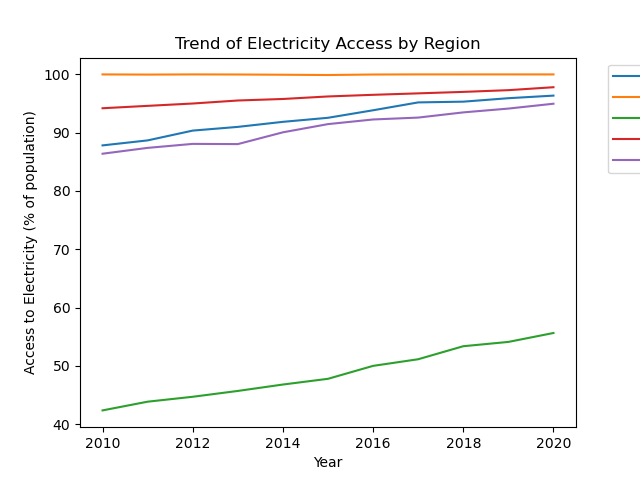 Trend of Electricity Access by Region
Access to Electricity (% of population)
100
90
80
70
60
50
40
2010 2012 2014 2016 2018 2020
Year